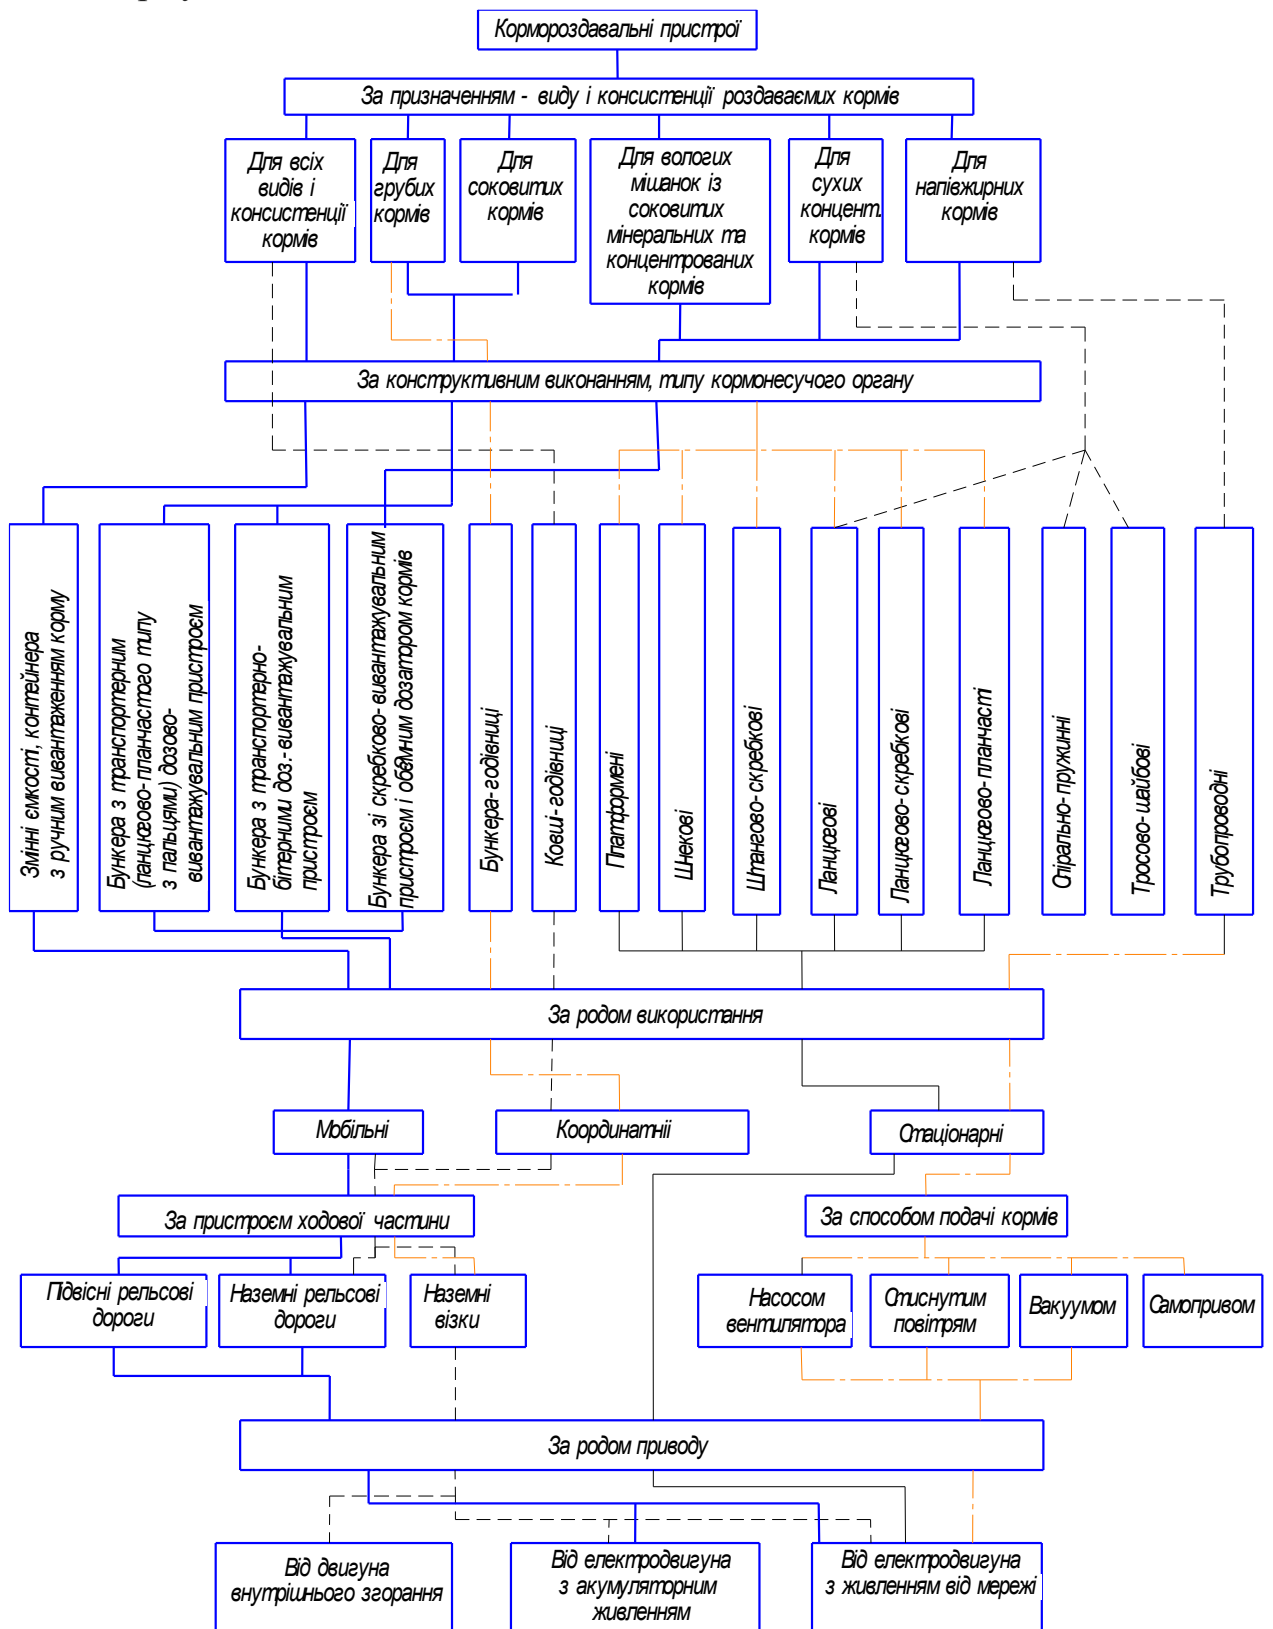 Кормороздавальні пристрої
За призначенням - виду і консистенції роздаваємих кормів
Для всіх
видів і
консистенції
кормів
Для
грубих
кормів
Для
соковитих
кормів
Для вологих
мішанок із
соковитих
мінеральних та
концентрованих
кормів
Для
сухих
концент.
кормів
Для
напівжирних
кормів
За конструктивним виконанням, типу кормонесучого органу
Змінні ємкості, контейнера
з ручним вивантаженням корму
Бункера з транспортерним
(ланцюгово-планчастого типу
з пальцями) дозово-
вивантажувальним пристроєм
Бункера з транспортерно-
бітерними доз.-вивантажувальним
пристроєм
Бункера зі скребково-вивантажувальним
пристроєм і обємним дозатором кормів
Бункера-годівниці
Ковші-годівниці
Платформені
Шнекові
Штангово-скребкові
Ланцюгові
Ланцюгово-скребкові
Ланцюгово-планчасті
Спірально-пружинні
Тросово-шайбові
Трубопроводні
За родом використання
Мобільні
Координатніі
Стаціонарні
За пристроєм ходової частини
За способом подачі кормів
Підвісні рельсові
дороги
Наземні рельсові
дороги
Наземні
візки
Насосом
вентилятора
Стиснутим
повітрям
Вакуумом
Самопривом
За родом приводу
Від двигуна
внутрішнього згорання
Від електродвигуна
з акумуляторним
живленням
Від електродвигуна
з живленням від мережі